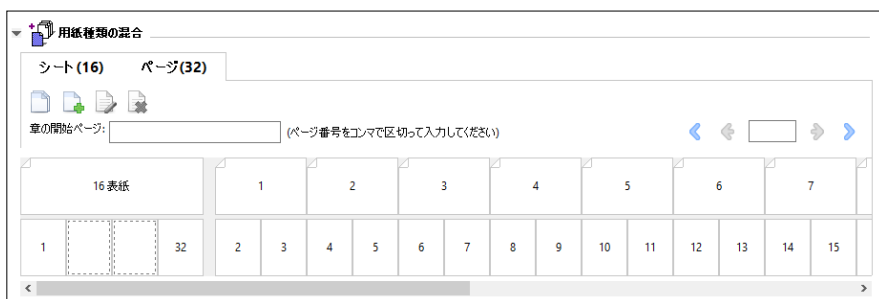 用紙種類の混合
シート(16) ページ(32)
章の開始ページ: (ページ番号をコンマで区切って入力してください)
16 表紙 1 2 3 4 5 6 7
1 32 2 3 4 5 6 7 8 9 10 11 12 13 14 15